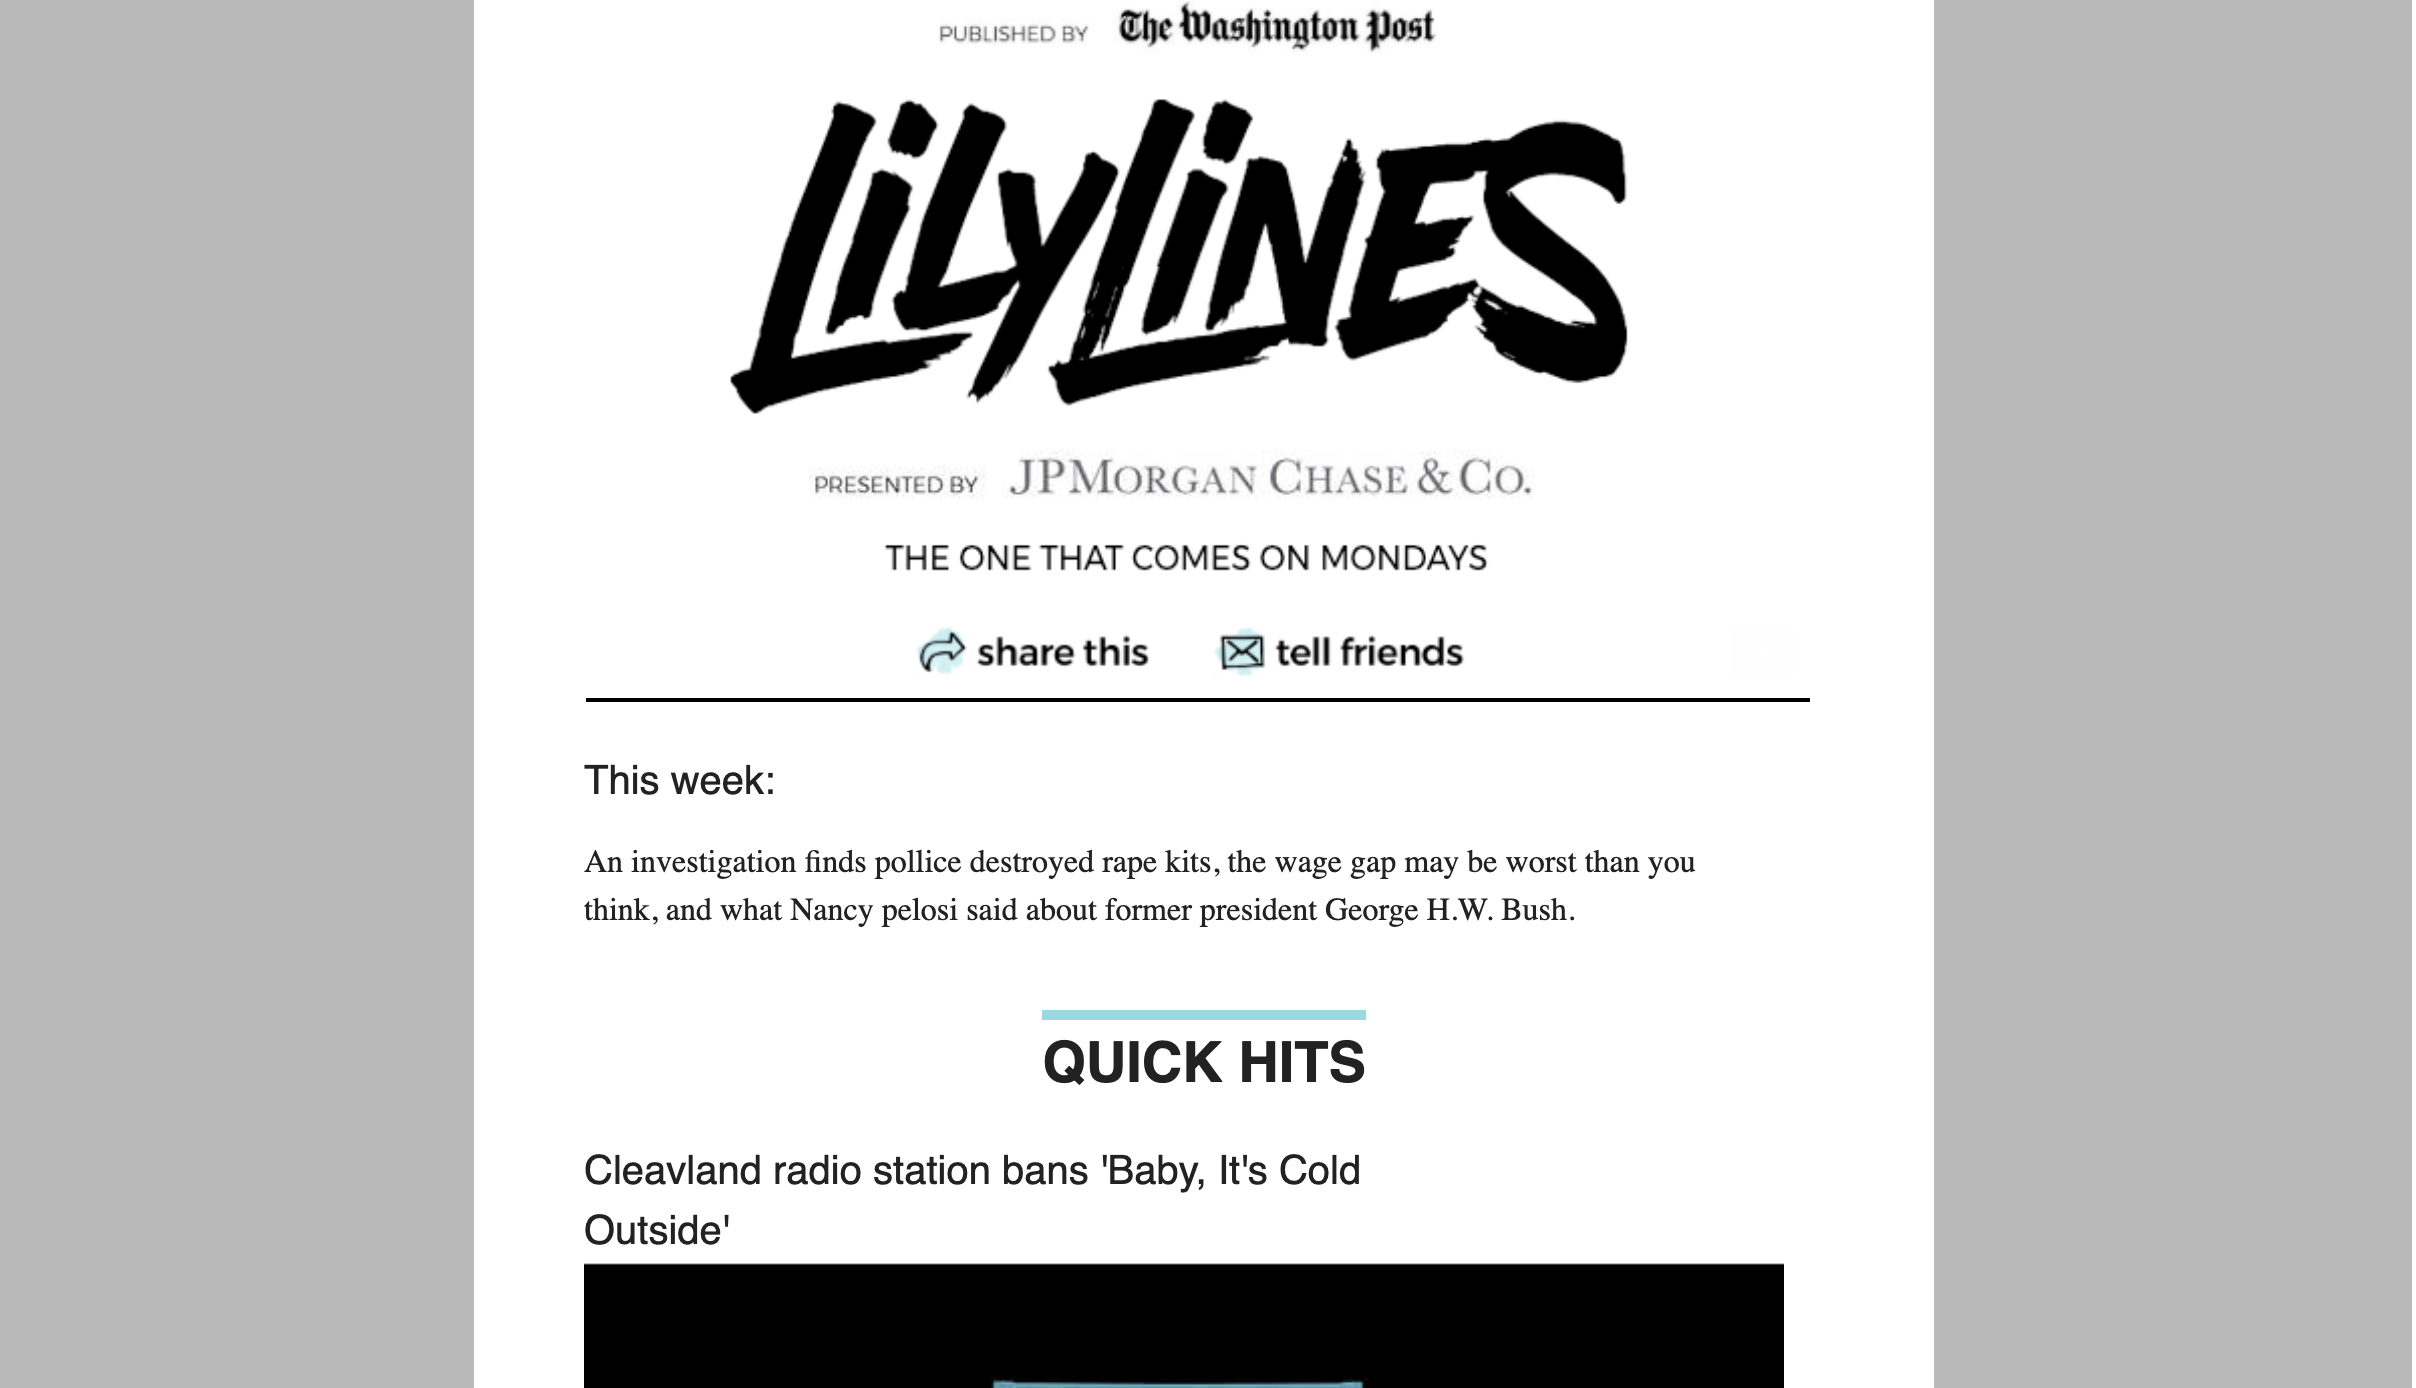 PUBLISHED BY The Washington Post
LILYLINES
PRESENTED BY JPMORGAN CHASE & CO.
THE ONE THAT COMES ON MONDAYS
share this tell friends
This week:
An investigation finds pollice destroyed rape kits, the wage gap may be worst than you
think, and what Nancy pelosi said about former president George H.W. Bush.
QUICK HITS
Cleavland radio station bans 'Baby, It's Cold
Outside'